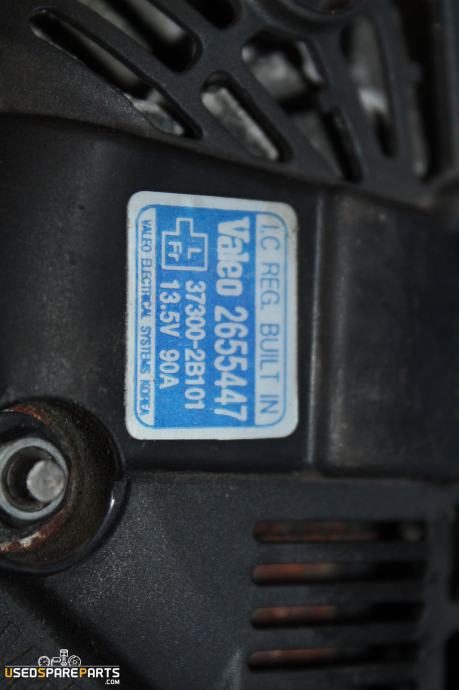 I.C REG. BUILT IN
Valeo 2655447
L
Fr
37300-2B101
13.5V 90A
VALEO ELECTRICAL SYSTEMS KOREA
USEDSPAREPARTS
.COM